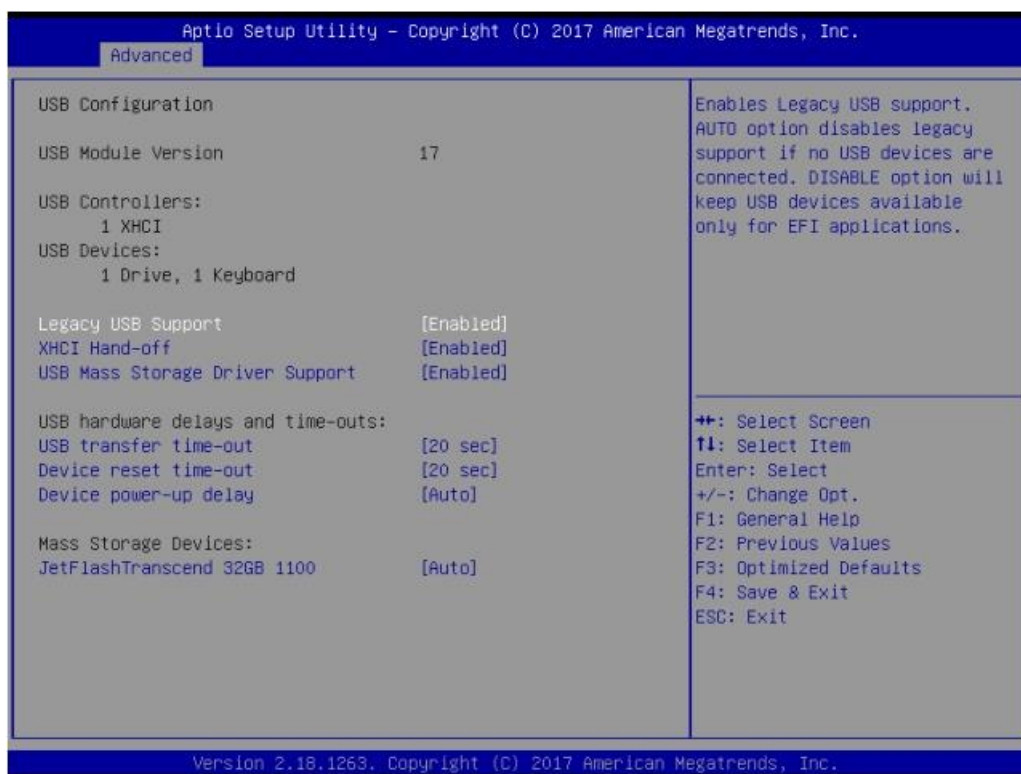 Aptio Setup Utility – Copyright (C) 2017 American Megatrends, Inc.
Advanced
USB Configuration
USB Module Version 17
USB Controllers:
1 XHCI
USB Devices:
1 Drive, 1 Keyboard
Legacy USB Support [Enabled]
XHCI Hand-off [Enabled]
USB Mass Storage Driver Support [Enabled]
USB hardware delays and time-outs:
USB transfer time-out [20 sec]
Device reset time-out [20 sec]
Device power-up delay [Auto]
Mass Storage Devices:
JetFlashTranscend 32GB 1100 [Auto]
Enables Legacy USB support.
AUTO option disables legacy
support if no USB devices are
connected. DISABLE option will
keep USB devices available
only for EFI applications.
→←: Select Screen
↑↓: Select Item
Enter: Select
+/-: Change Opt.
F1: General Help
F2: Previous Values
F3: Optimized Defaults
F4: Save & Exit
ESC: Exit
Version 2.18.1263. Copyright (C) 2017 American Megatrends, Inc.